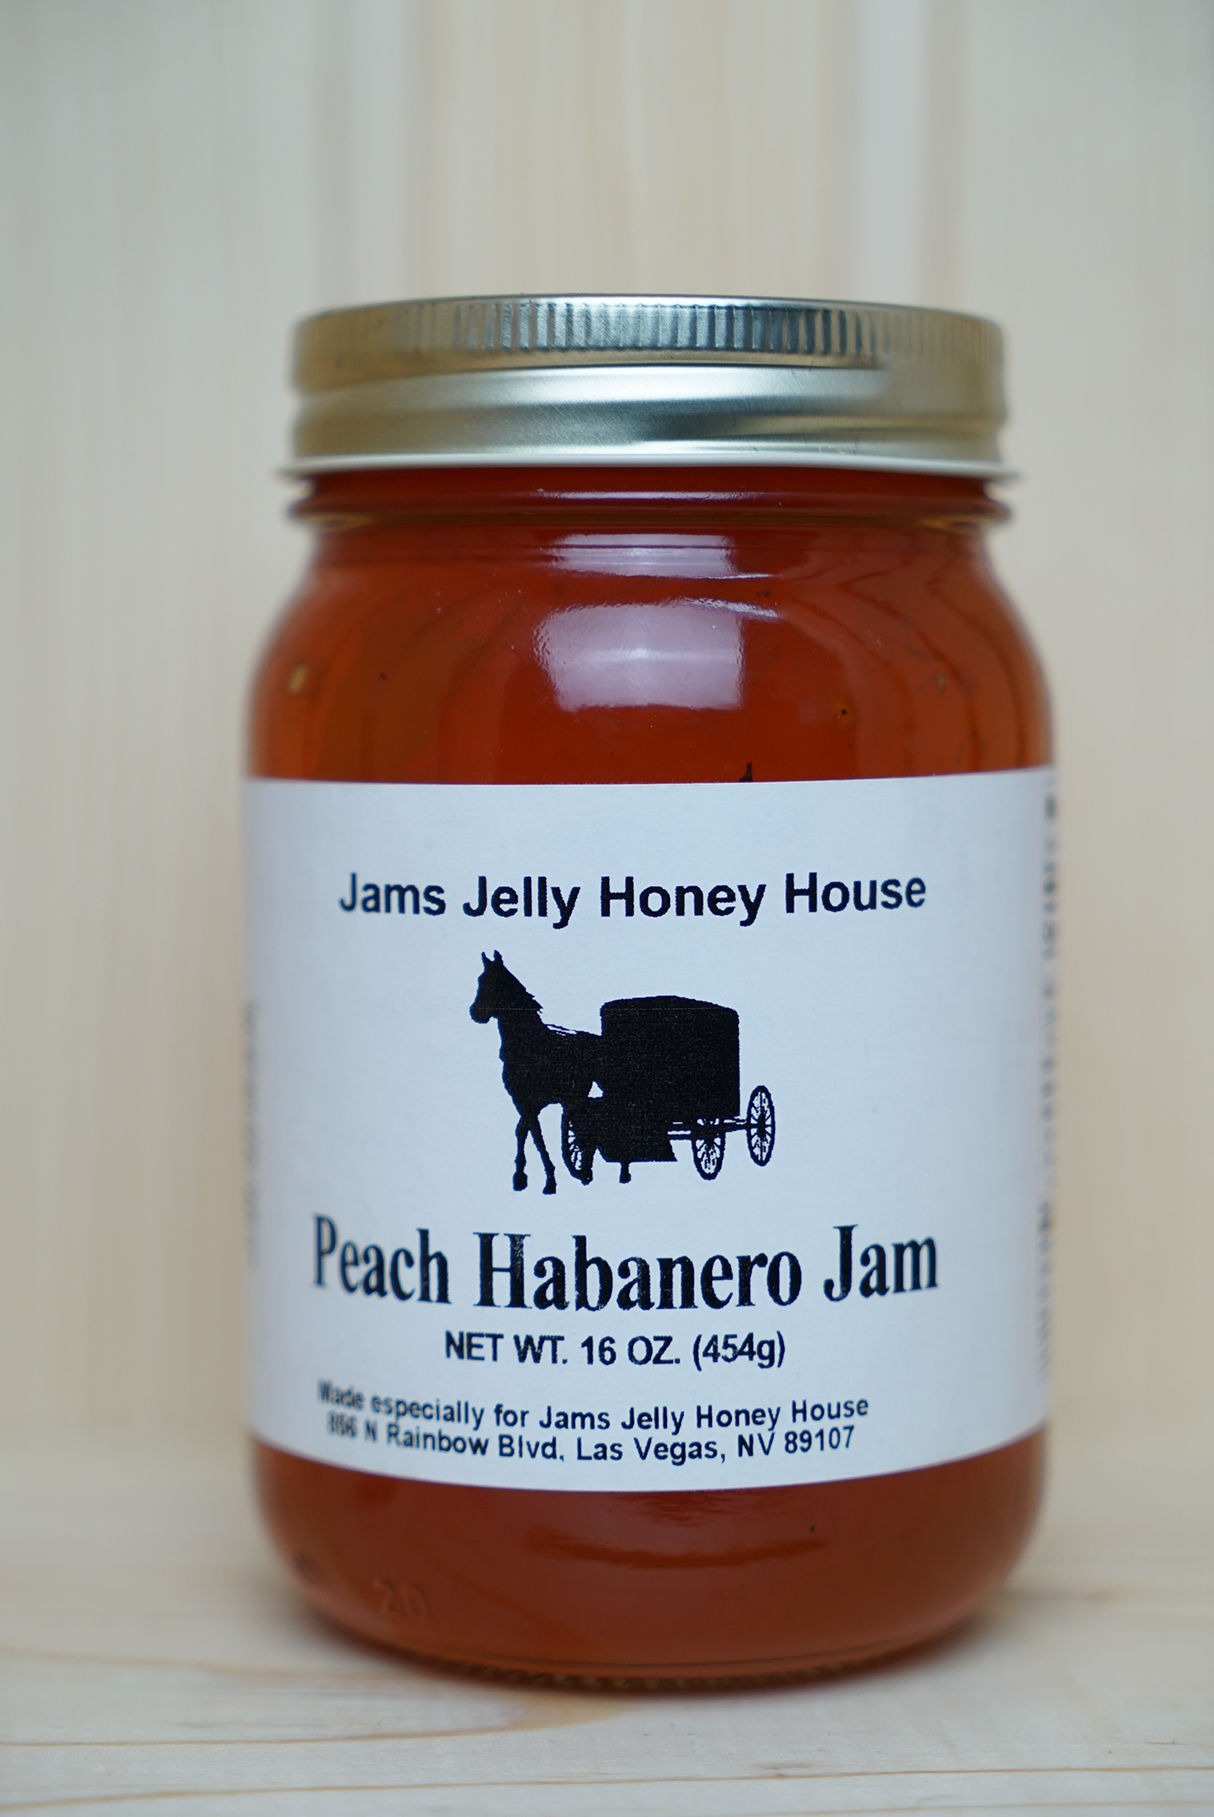 Jams Jelly Honey House
Peach Habanero Jam
NET WT. 16 OZ. (454g)
Made especially for Jams Jelly Honey House
856 N Rainbow Blvd, Las Vegas, NV 89107
20